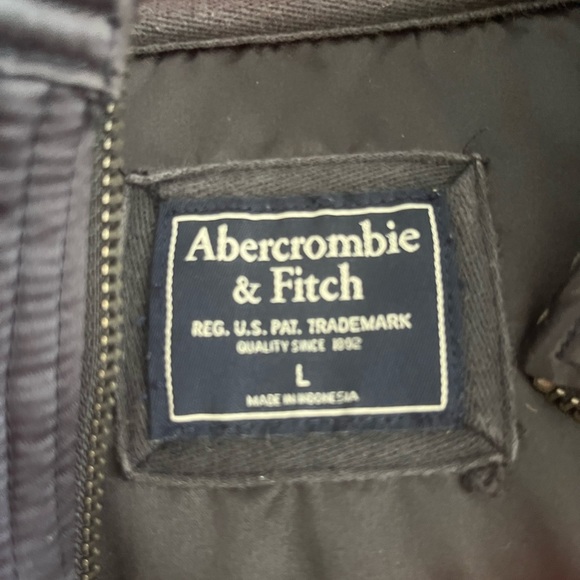 Abercrombie
& Fitch
REG. U.S. PAT. TRADEMARK
QUALITY SINCE 1892
L
MADE IN INDONESIA